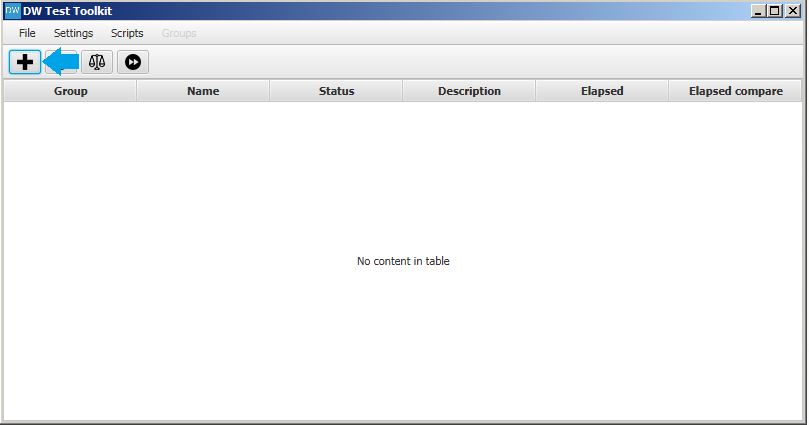 DW DW Test Toolkit
File Settings Scripts Groups
Group Name Status Description Elapsed Elapsed compare
No content in table